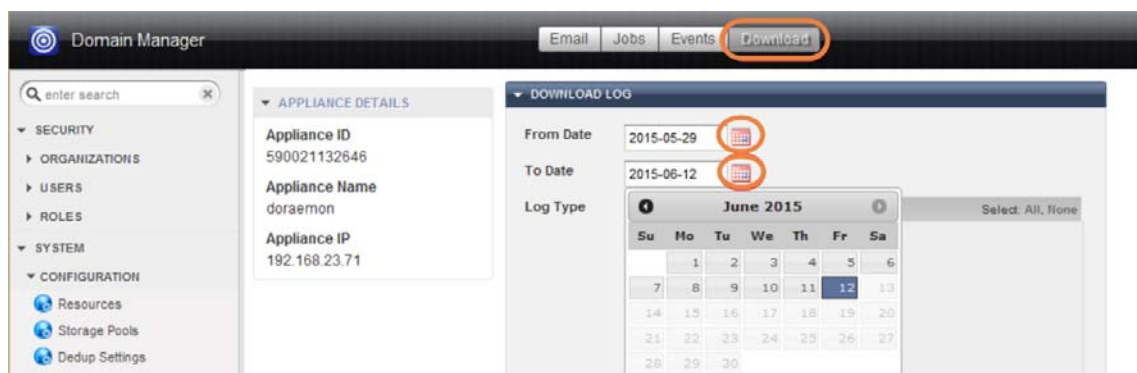 Domain Manager
Email Jobs Events Download
enter search
SECURITY
ORGANIZATIONS
USERS
ROLES
SYSTEM
CONFIGURATION
Resources
Storage Pools
Dedup Settings
APPLIANCE DETAILS
Appliance ID
590021132646
Appliance Name
doraemon
Appliance IP
192.168.23.71
DOWNLOAD LOG
From Date 2015-05-29
To Date 2015-06-12
Log Type Select: All, None
June 2015
Su Mo Tu We Th Fr Sa
1 2 3 4 5 6
7 8 9 10 11 12 13
14 15 16 17 18 19 20
21 22 23 24 25 26 27
28 29 30